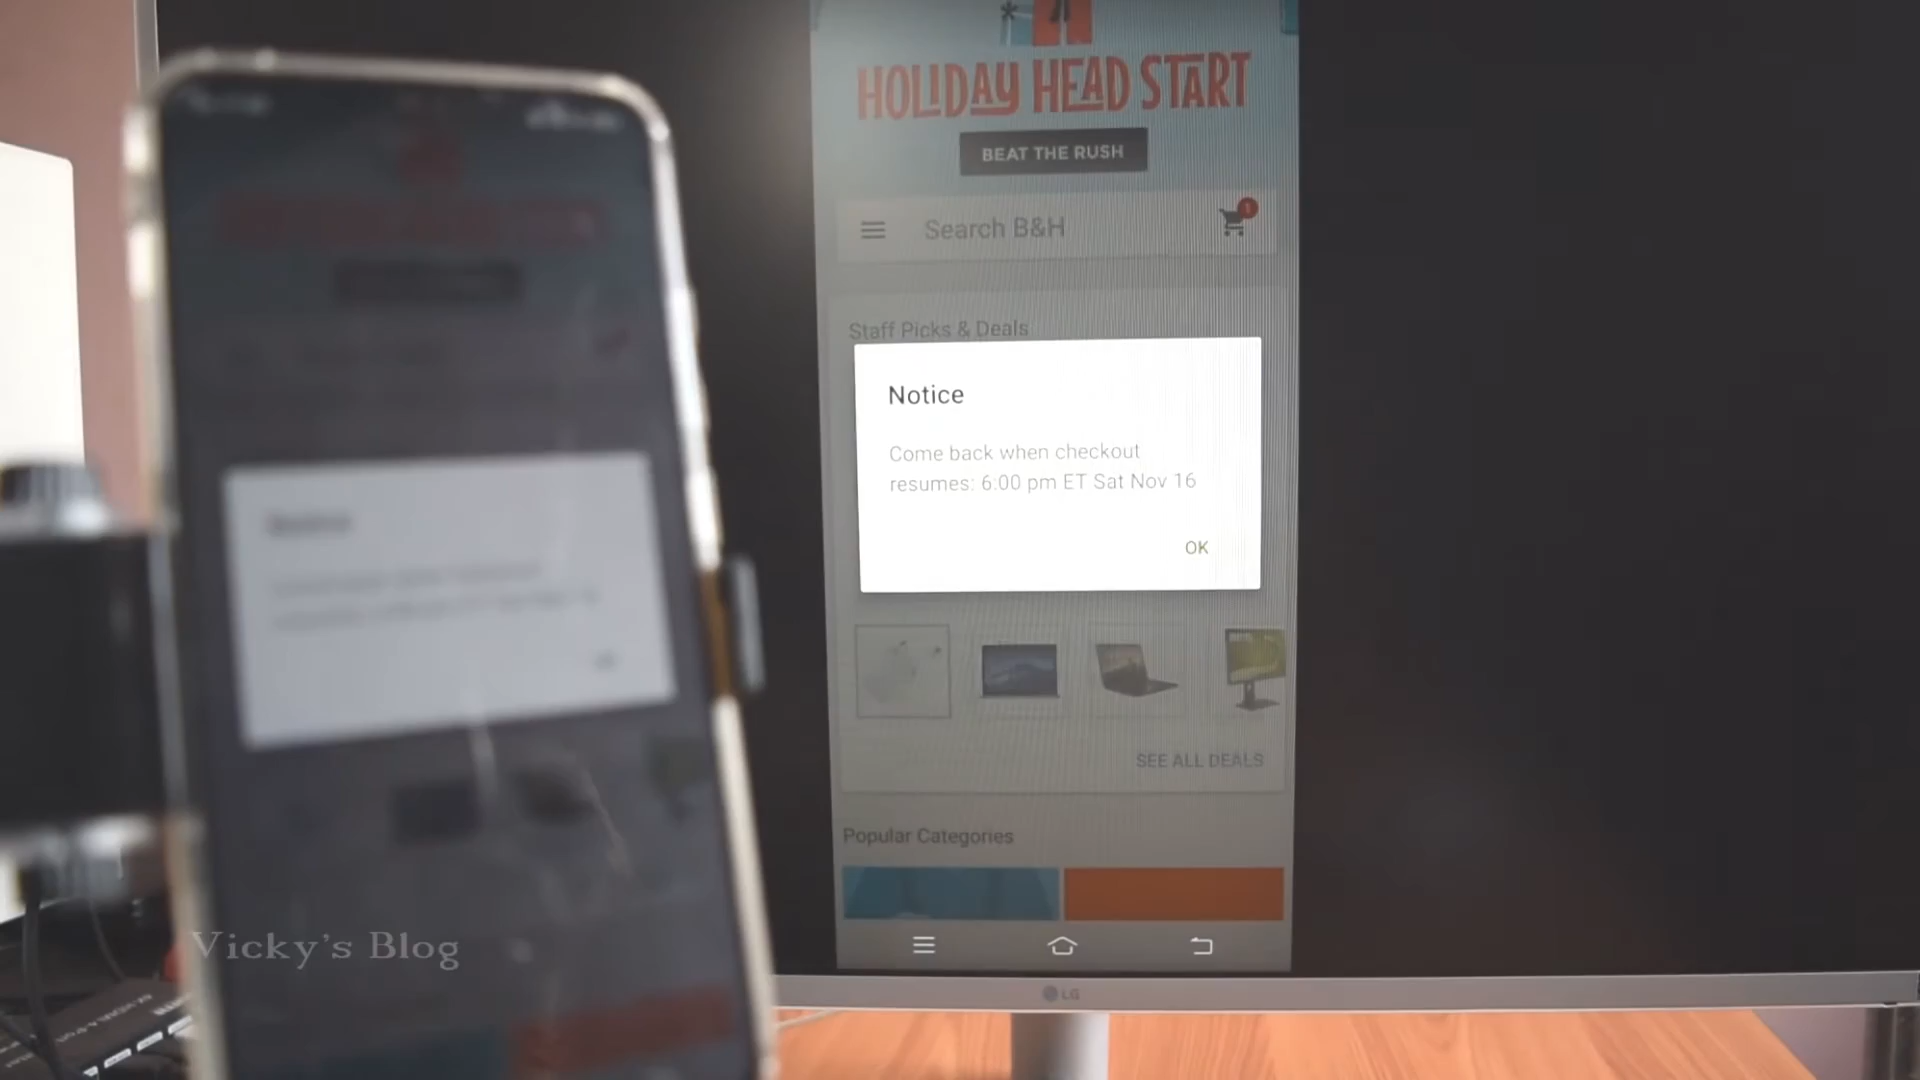 HOLIDAY HEAD START
BEAT THE RUSH
Search B&H
1
Staff Picks & Deals
Notice
Come back when checkout
resumes: 6:00 pm ET Sat Nov 16
OK
SEE ALL DEALS
Popular Categories
LG
Vicky's Blog